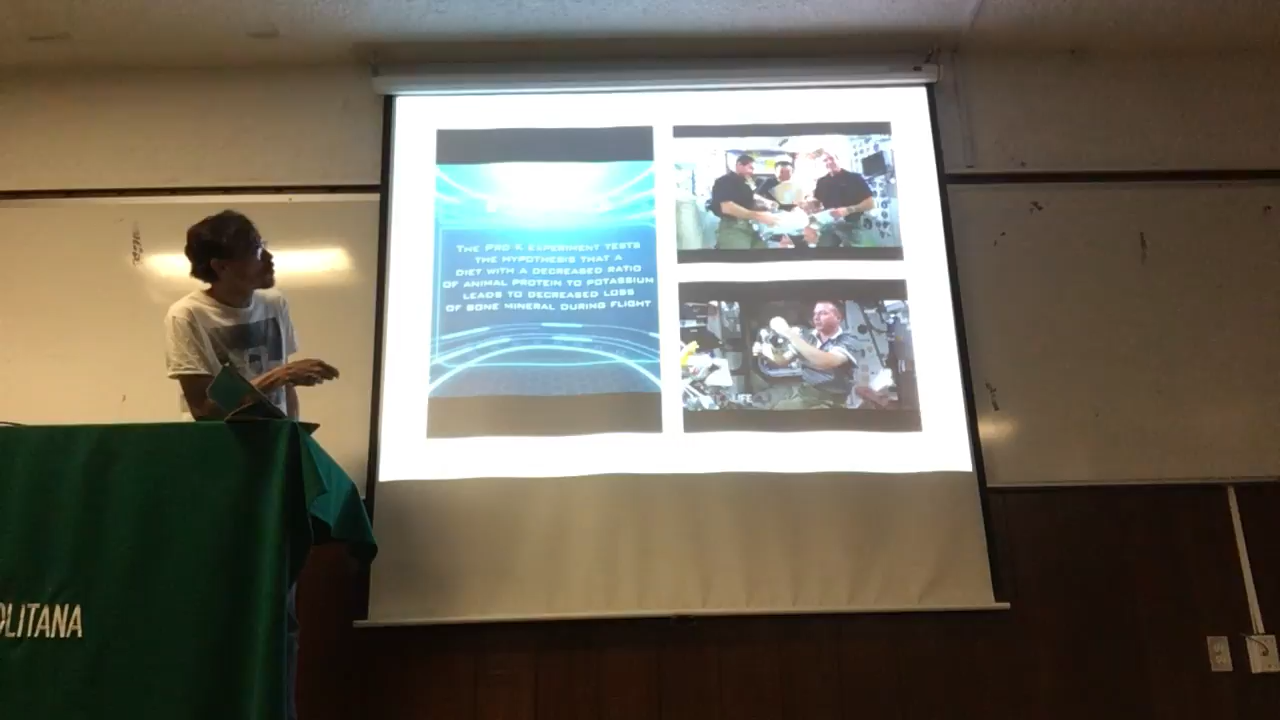 THE PRO K EXPERIMENT TESTS
THE HYPOTHESIS THAT A
DIET WITH A DECREASED RATIO
OF ANIMAL PROTEIN TO POTASSIUM
LEADS TO DECREASED LOSS
OF BONE MINERAL DURING FLIGHT
LIFE
OLITANA